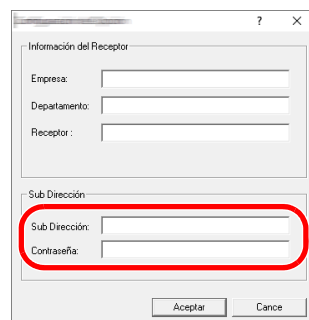 ?
Información del Receptor
Empresa:
Departamento:
Receptor :
Sub Dirección
Sub Dirección:
Contraseña:
Aceptar Cance